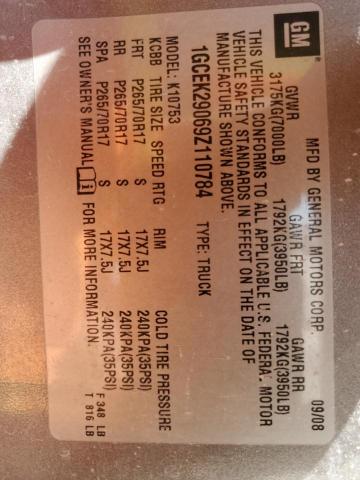 GM
MFD BY GENERAL MOTORS CORP. 09/08
GVWR GAWR FRT GAWR RR
3175KG(7000LB) 1792KG(3950LB) 1792KG(3950LB)
THIS VEHICLE CONFORMS TO ALL APPLICABLE U.S. FEDERAL MOTOR
VEHICLE SAFETY STANDARDS IN EFFECT ON THE DATE OF
MANUFACTURE SHOWN ABOVE.
1GCEK29069Z110784 TYPE: TRUCK
MODEL: K10753
KCBB TIRE SIZE SPEED RTG RIM COLD TIRE PRESSURE
FRT P265/70R17 S 17X7.5J 240KPA(35PSI)
RR P265/70R17 S 17X7.5J 240KPA(35PSI)
SPA P265/70R17 S 17X7.5J 240KPA(35PSI)
SEE OWNER'S MANUAL i FOR MORE INFORMATION. F 348 LB
T 816 LB